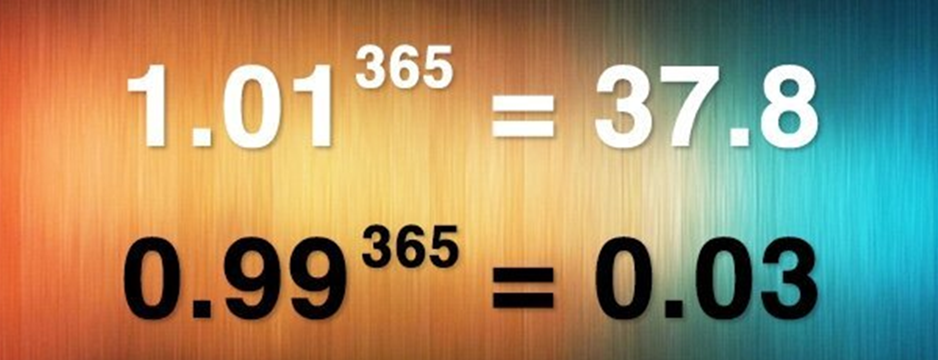 1.01³⁶⁵ = 37.8
0.99³⁶⁵ = 0.03